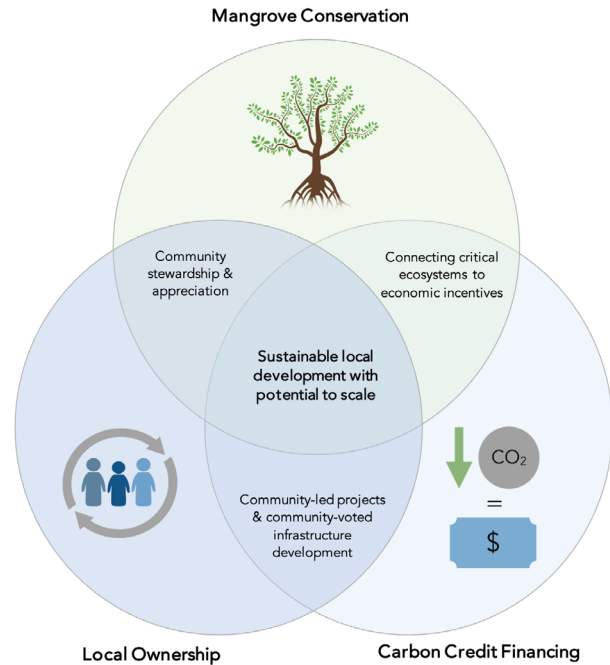 Mangrove Conservation
Community
stewardship &
appreciation
Connecting critical
ecosystems to
economic incentives
Sustainable local
development with
potential to scale
CO₂
=
$
Community-led projects
& community-voted
infrastructure
development
Local Ownership
Carbon Credit Financing